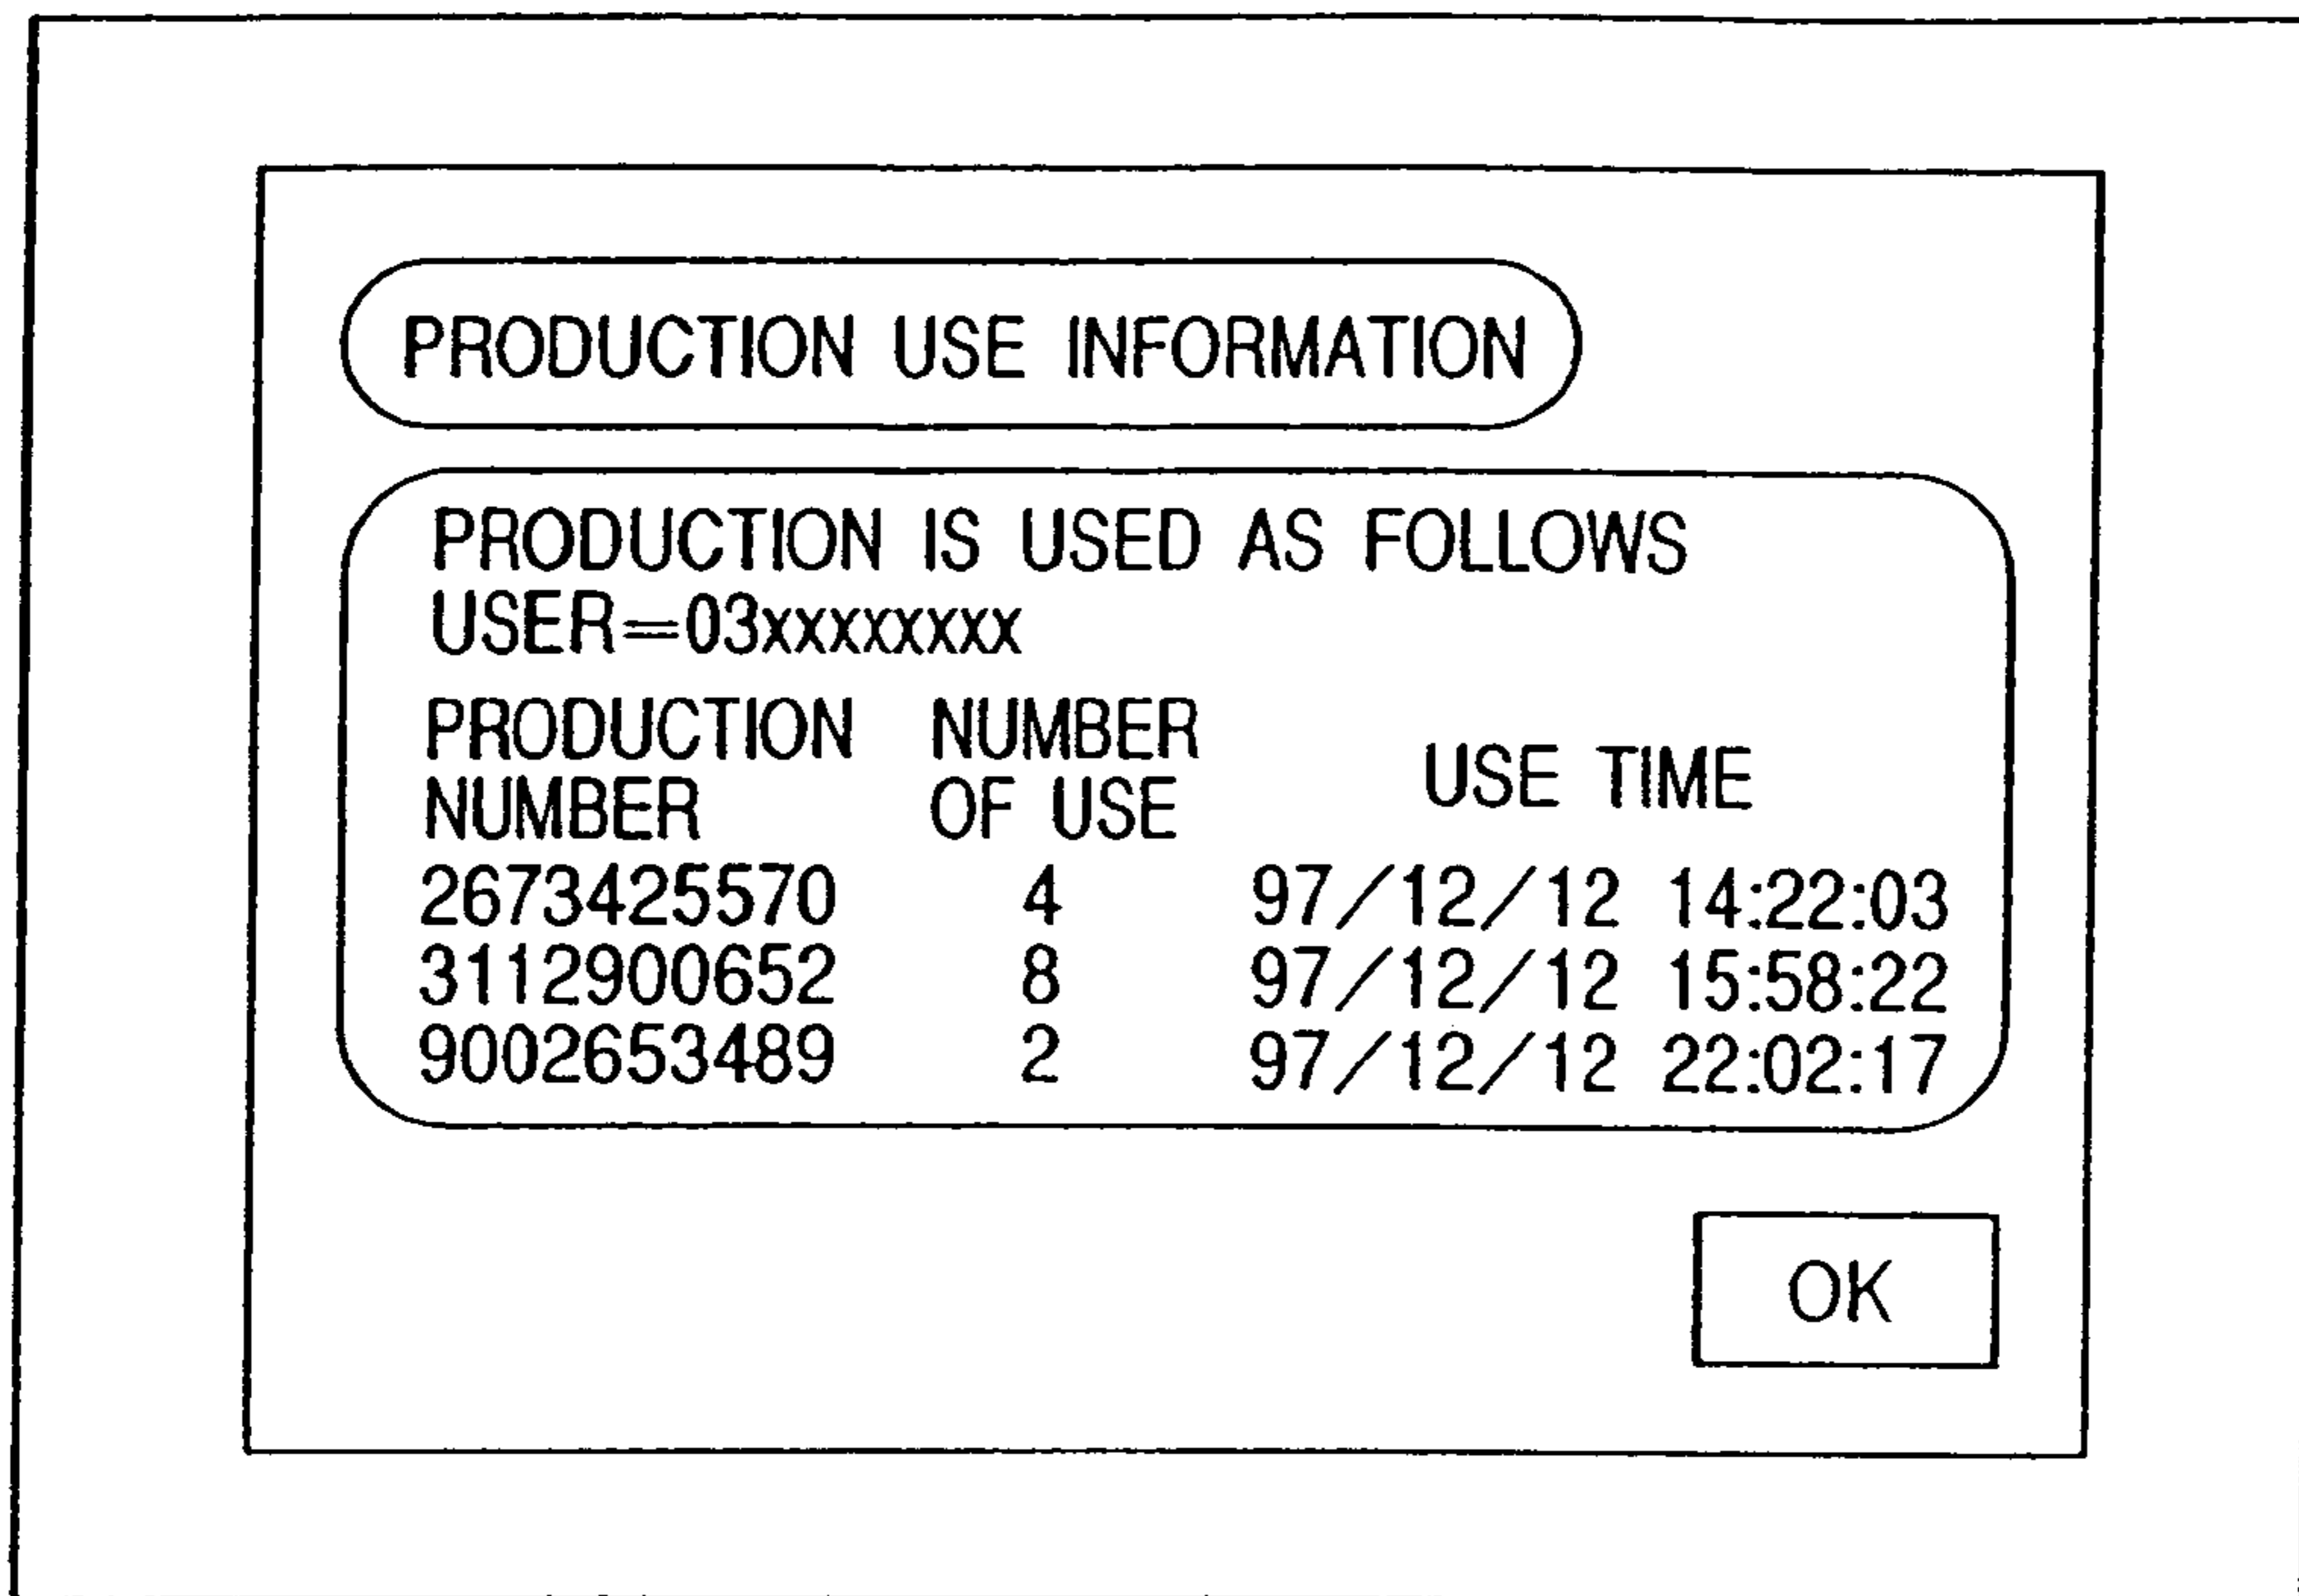 PRODUCTION USE INFORMATION
PRODUCTION IS USED AS FOLLOWS
USER=03xxxxxxxx
PRODUCTION NUMBER
NUMBER OF USE
USE TIME
2673425570 4 97/12/12 14:22:03
3112900652 8 97/12/12 15:58:22
9002653489 2 97/12/12 22:02:17
OK